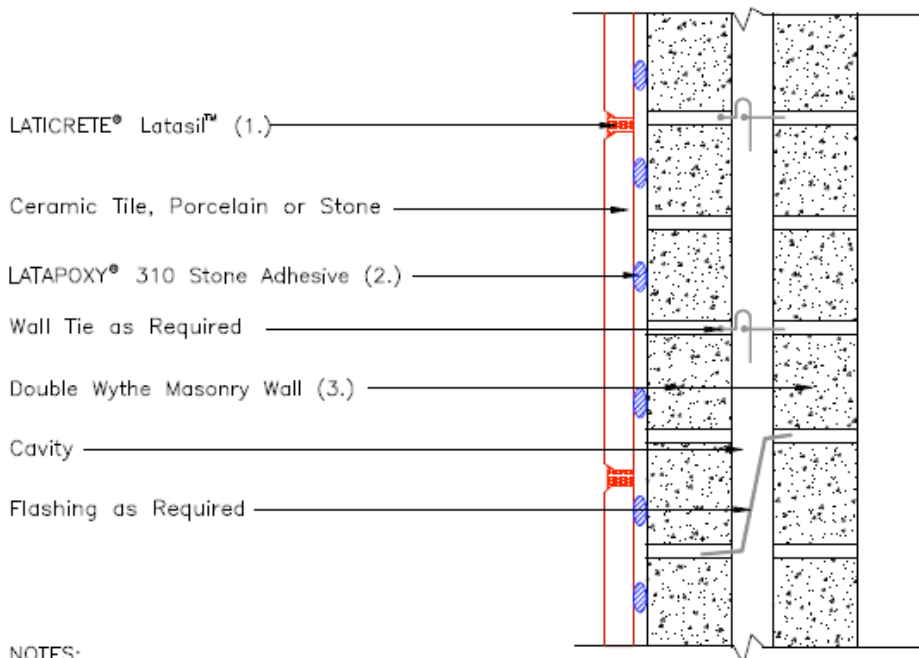 LATICRETE® Latasil™ (1.)
Ceramic Tile, Porcelain or Stone
LATAPOXY® 310 Stone Adhesive (2.)
Wall Tie as Required
Double Wythe Masonry Wall (3.)
Cavity
Flashing as Required
NOTES: